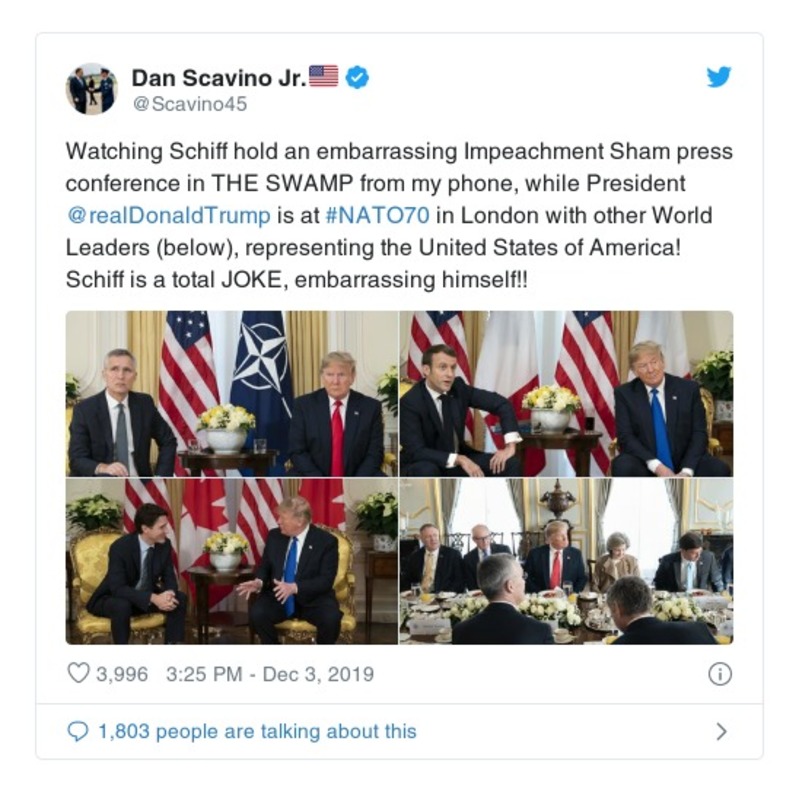 Dan Scavino Jr.🇺🇸
@Scavino45
Watching Schiff hold an embarrassing Impeachment Sham press
conference in THE SWAMP from my phone, while President
@realDonaldTrump is at #NATO70 in London with other World
Leaders (below), representing the United States of America!
Schiff is a total JOKE, embarrassing himself!!
3,996 3:25 PM - Dec 3, 2019
1,803 people are talking about this